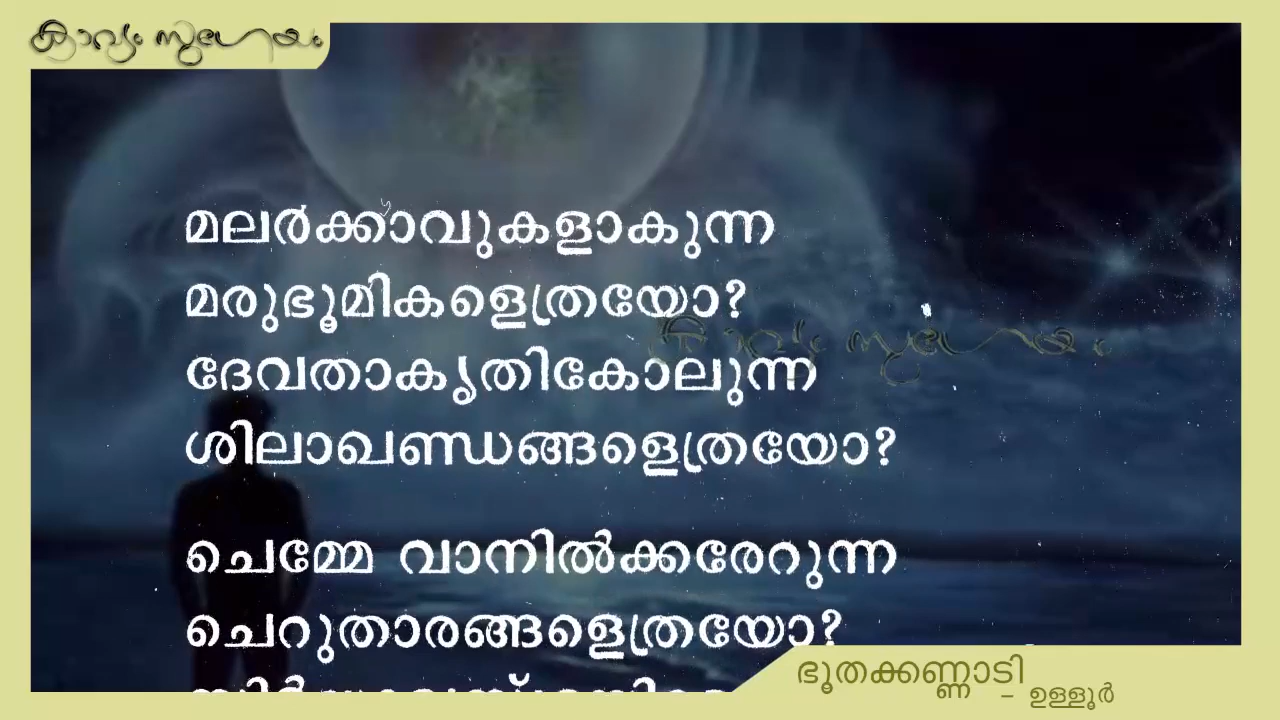 കാവ്യം സുഗേയം
മലർക്കാവുകളാകുന്ന
മരുഭൂമികളെത്രയോ?
കാവ്യം സുഗേയം
ദേവതാകൃതികോലുന്ന
ശിലാഖണ്ഡങ്ങളെത്രയോ?
ചെമ്മേ വാനിൽക്കരേറുന്ന
ചെറുതാരങ്ങളെത്രയോ?
ഭൂതക്കണ്ണാടി
– ഉള്ളൂർ